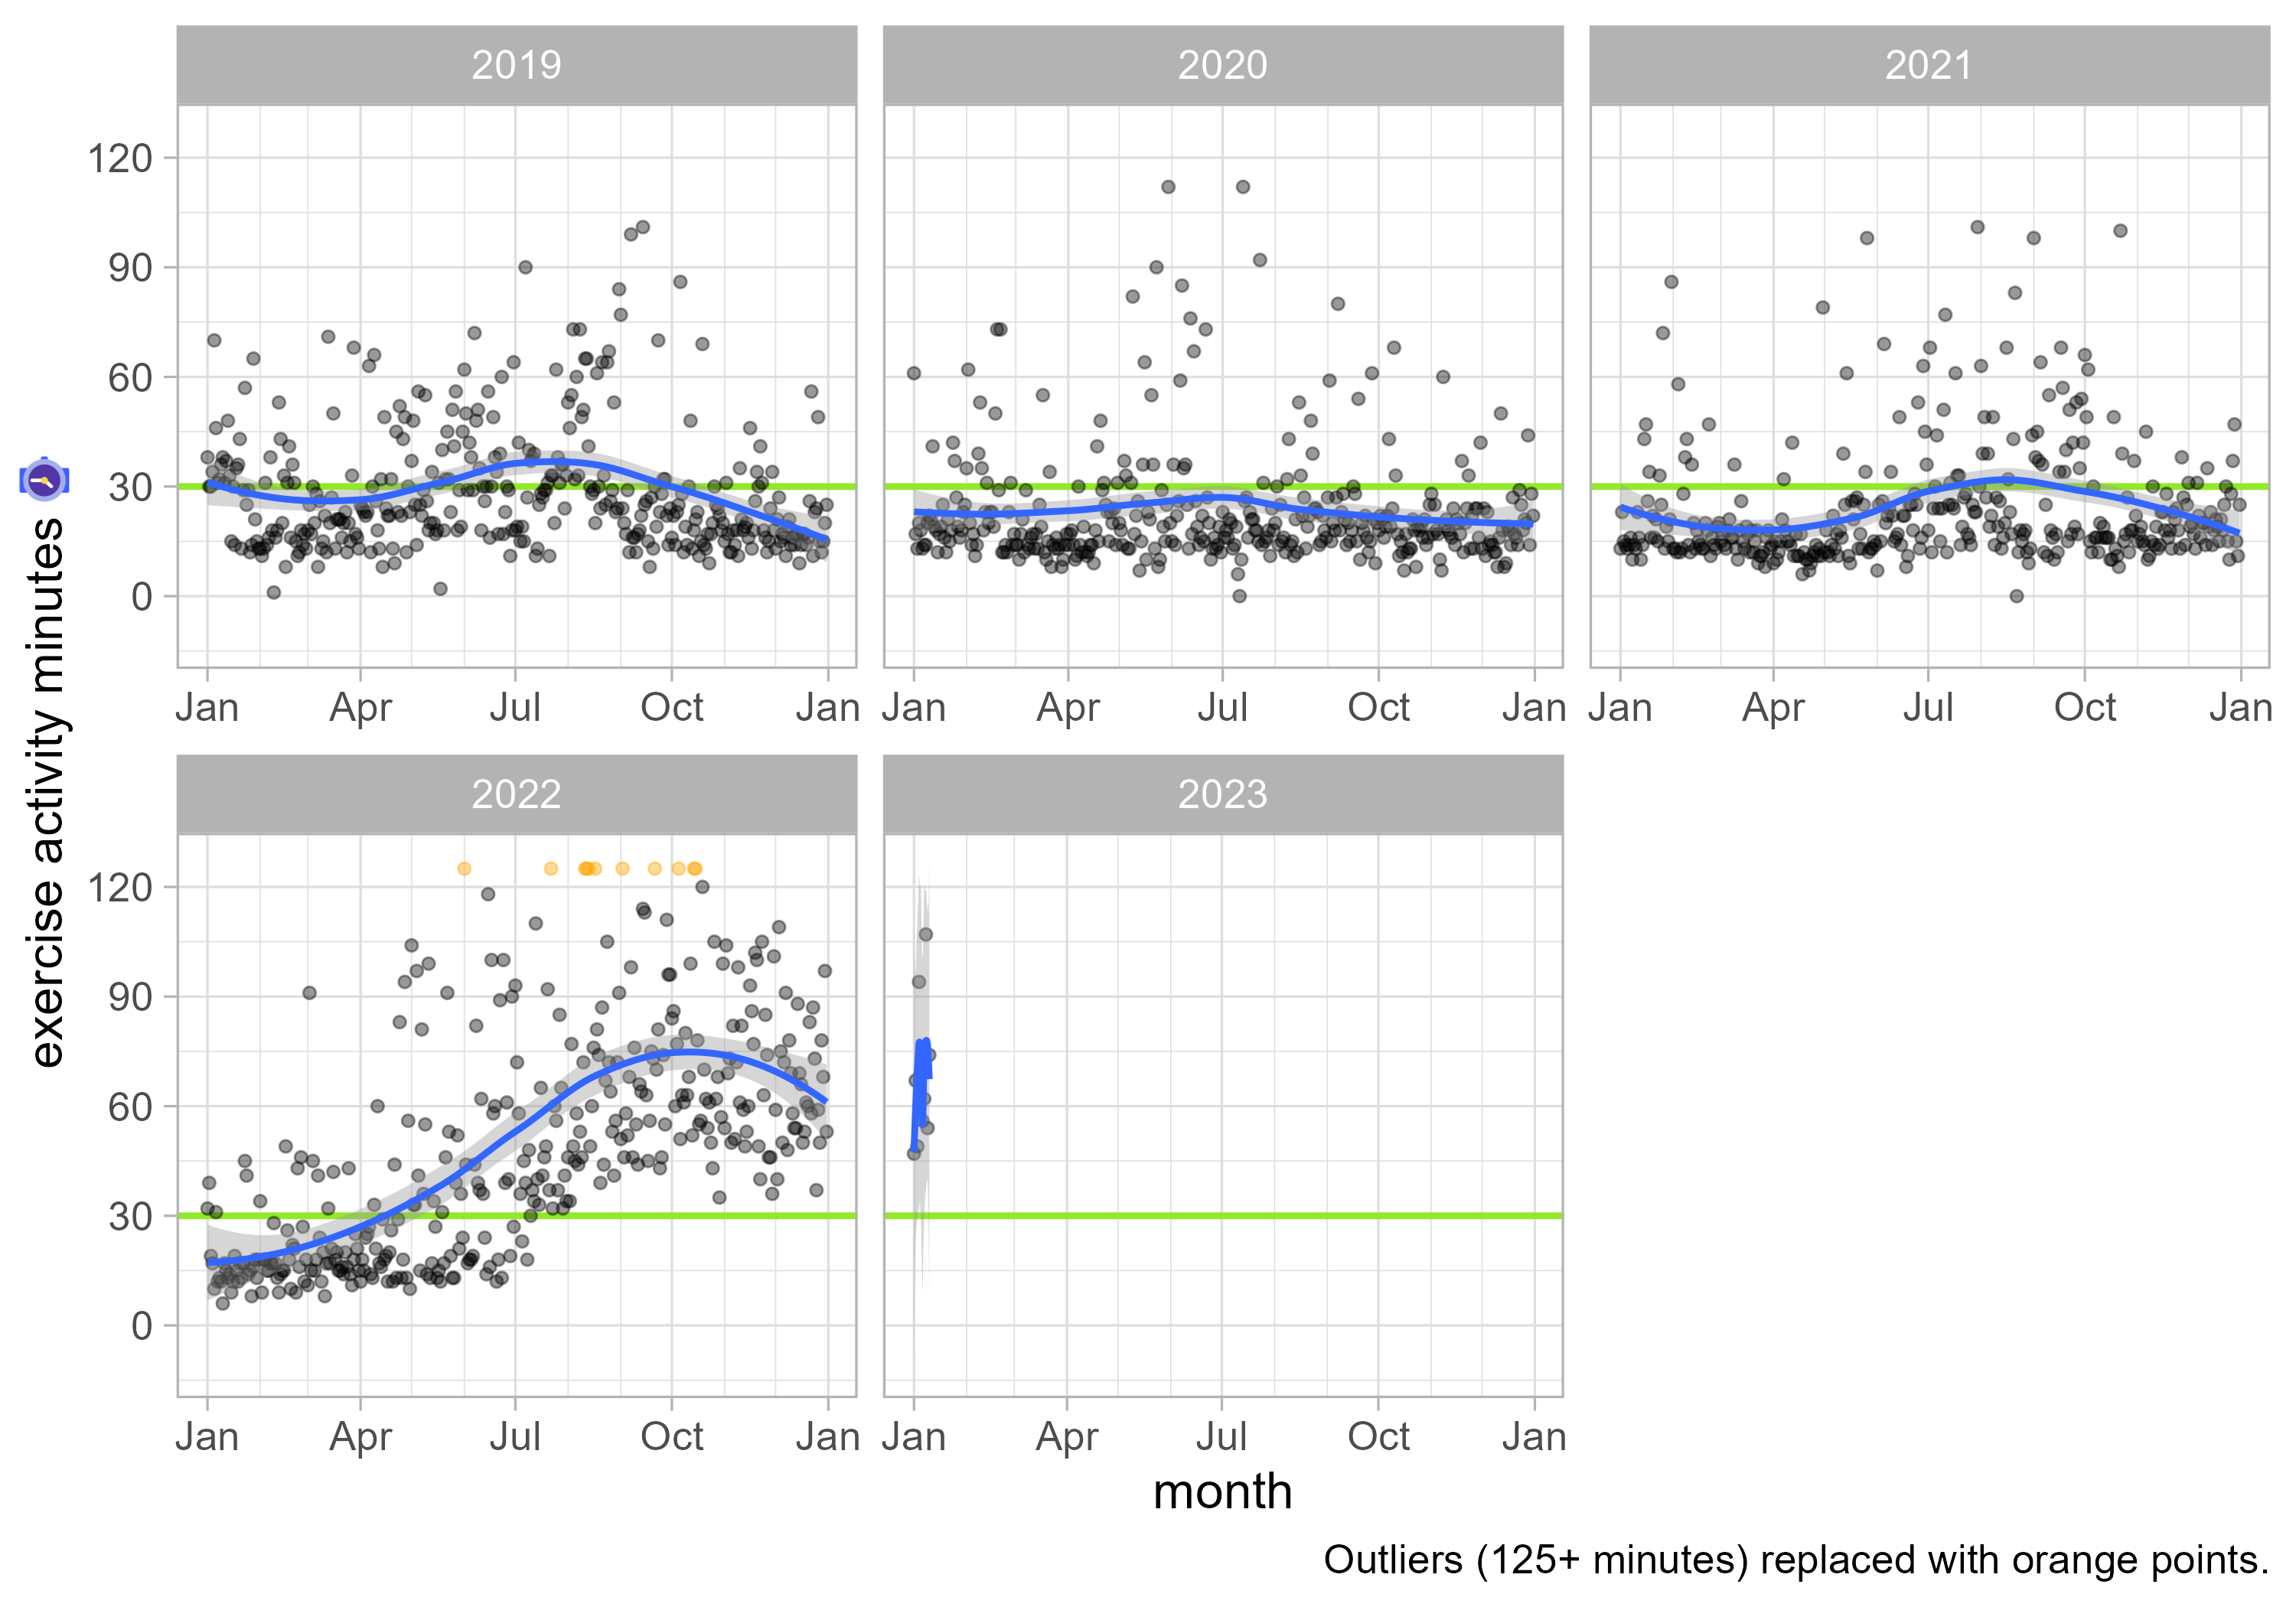 2019 2020 2021
120
90
60
30
0
Jan Apr Jul Oct Jan Jan Apr Jul Oct Jan Jan Apr Jul Oct Jan
exercise activity minutes
2022 2023
120
90
60
30
0
Jan Apr Jul Oct Jan Jan Apr Jul Oct Jan
month
Outliers (125+ minutes) replaced with orange points.